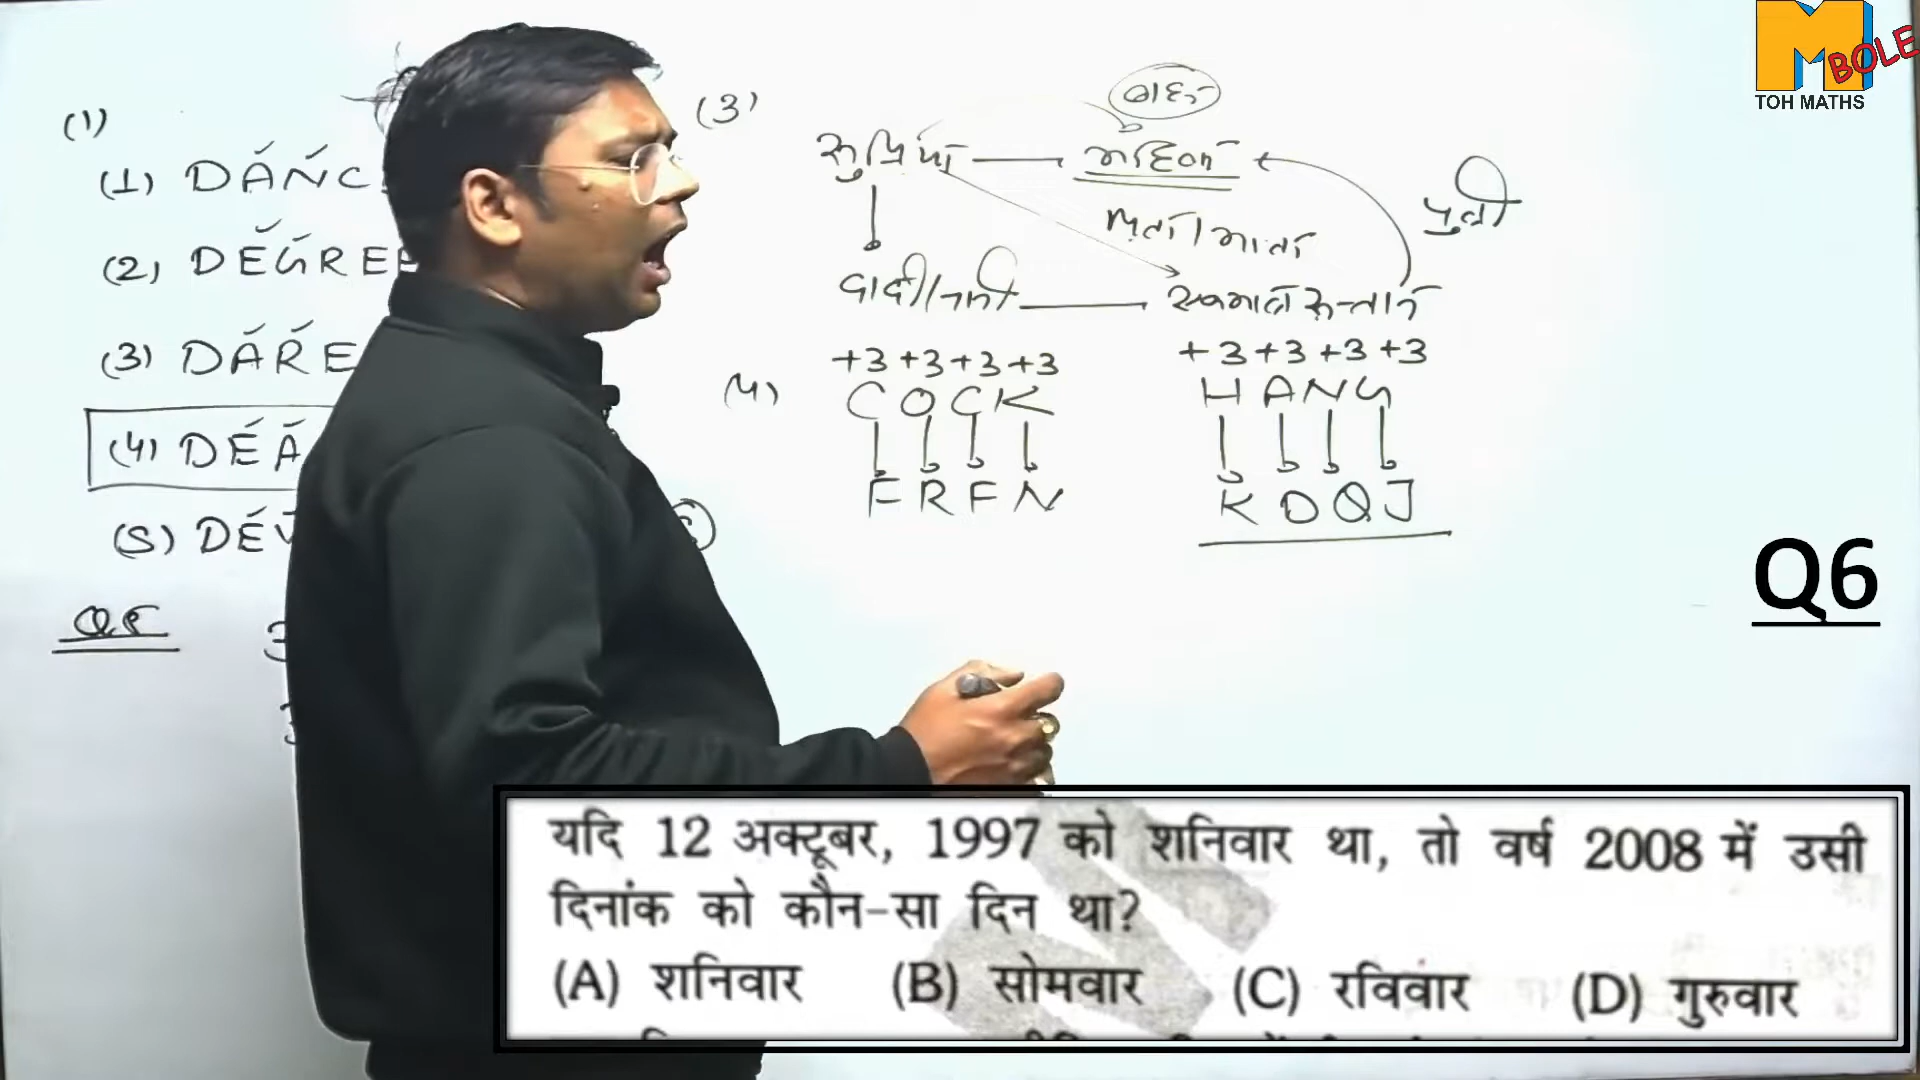 M BOLE
TOH MATHS
(1)
(1) DANC
(2) DEGREE
(3) DARE
(4) DEA
(5) DEV
Q5
(3)
सुप्रिया
महिला
पुत्री
पिता/माता
दादी/नानी
+3 +3 +3 +3
+3 +3 +3 +3
(4) COCK HANG
FRFN KDQJ
Q6
यदि 12 अक्टूबर, 1997 को शनिवार था, तो वर्ष 2008 में उसी
दिनांक को कौन-सा दिन था?
(A) शनिवार (B) सोमवार (C) रविवार (D) गुरुवार